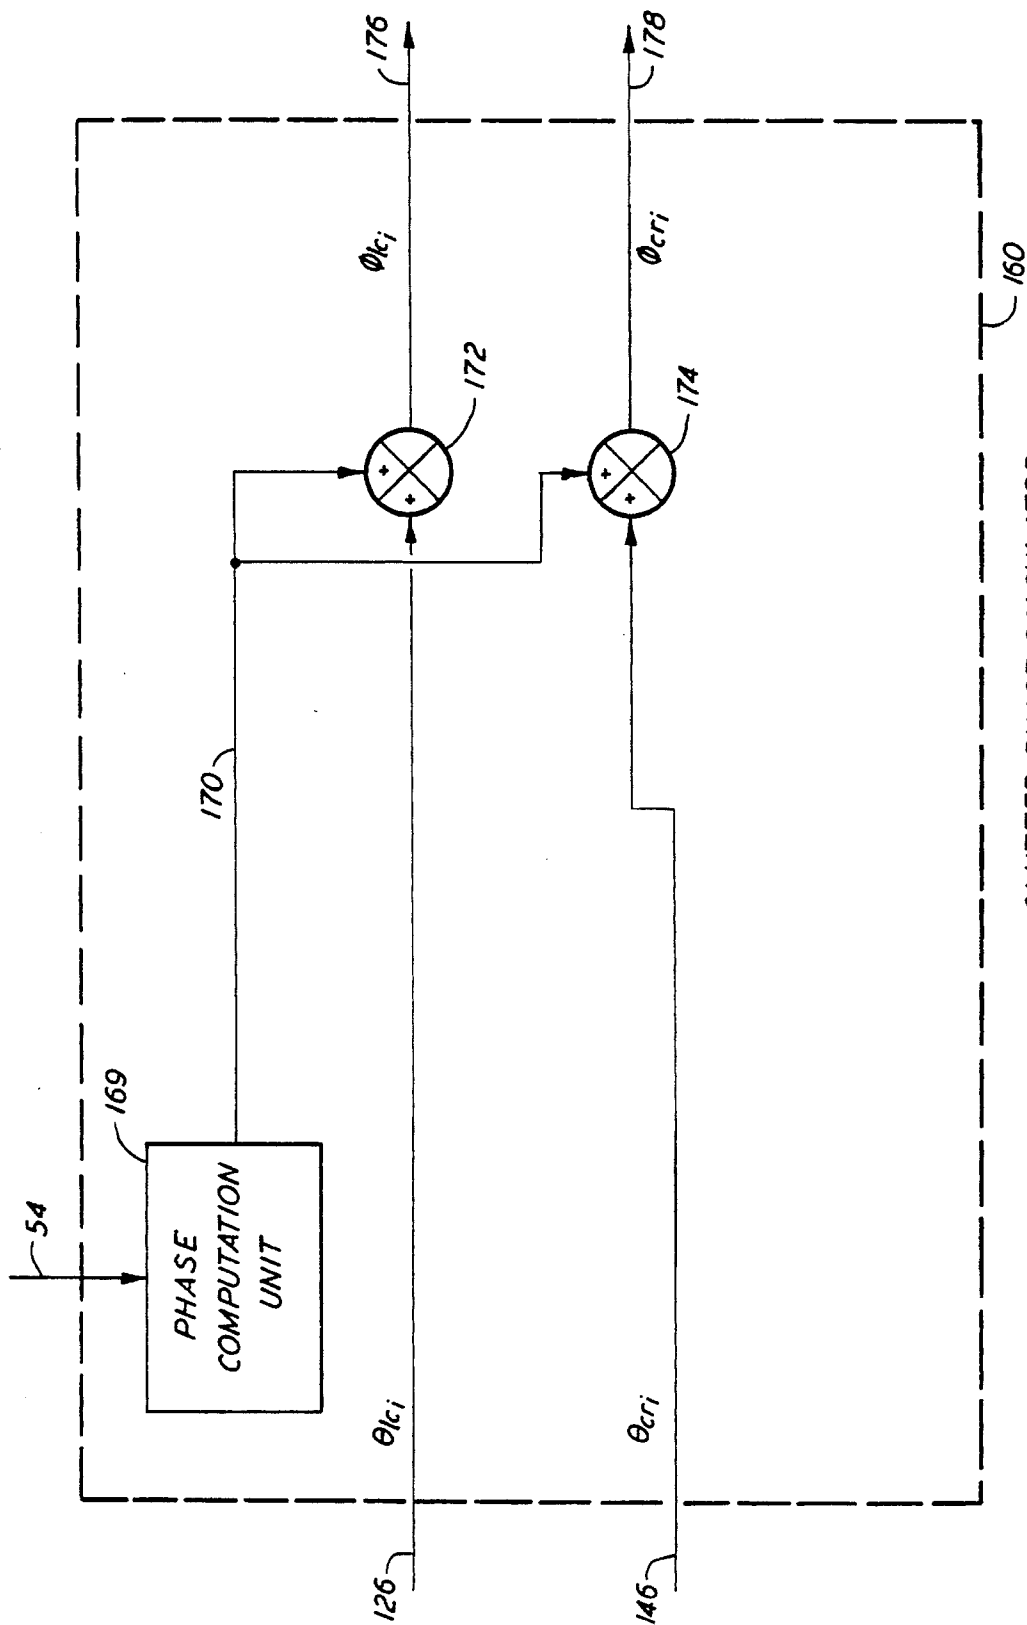 54
169
PHASE
COMPUTATION
UNIT
170
126
θlci
Φlci
176
172
146
θcri
Φcri
178
174
160